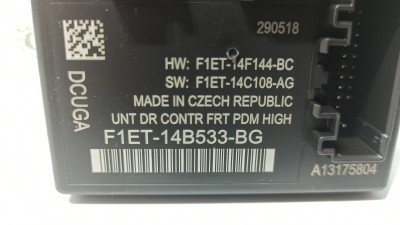 290518
HW: F1ET-14F144-BC
SW: F1ET-14C108-AG
MADE IN CZECH REPUBLIC
UNT DR CONTR FRT PDM HIGH
F1ET-14B533-BG
DCUGA
A13175804